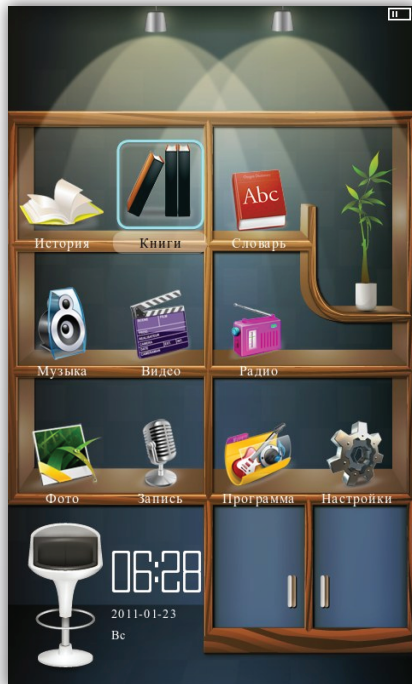 Abc
История Книги Словарь
Музыка Видео Радио
Фото Запись Программа Настройки
06:28
2011-01-23
Вс